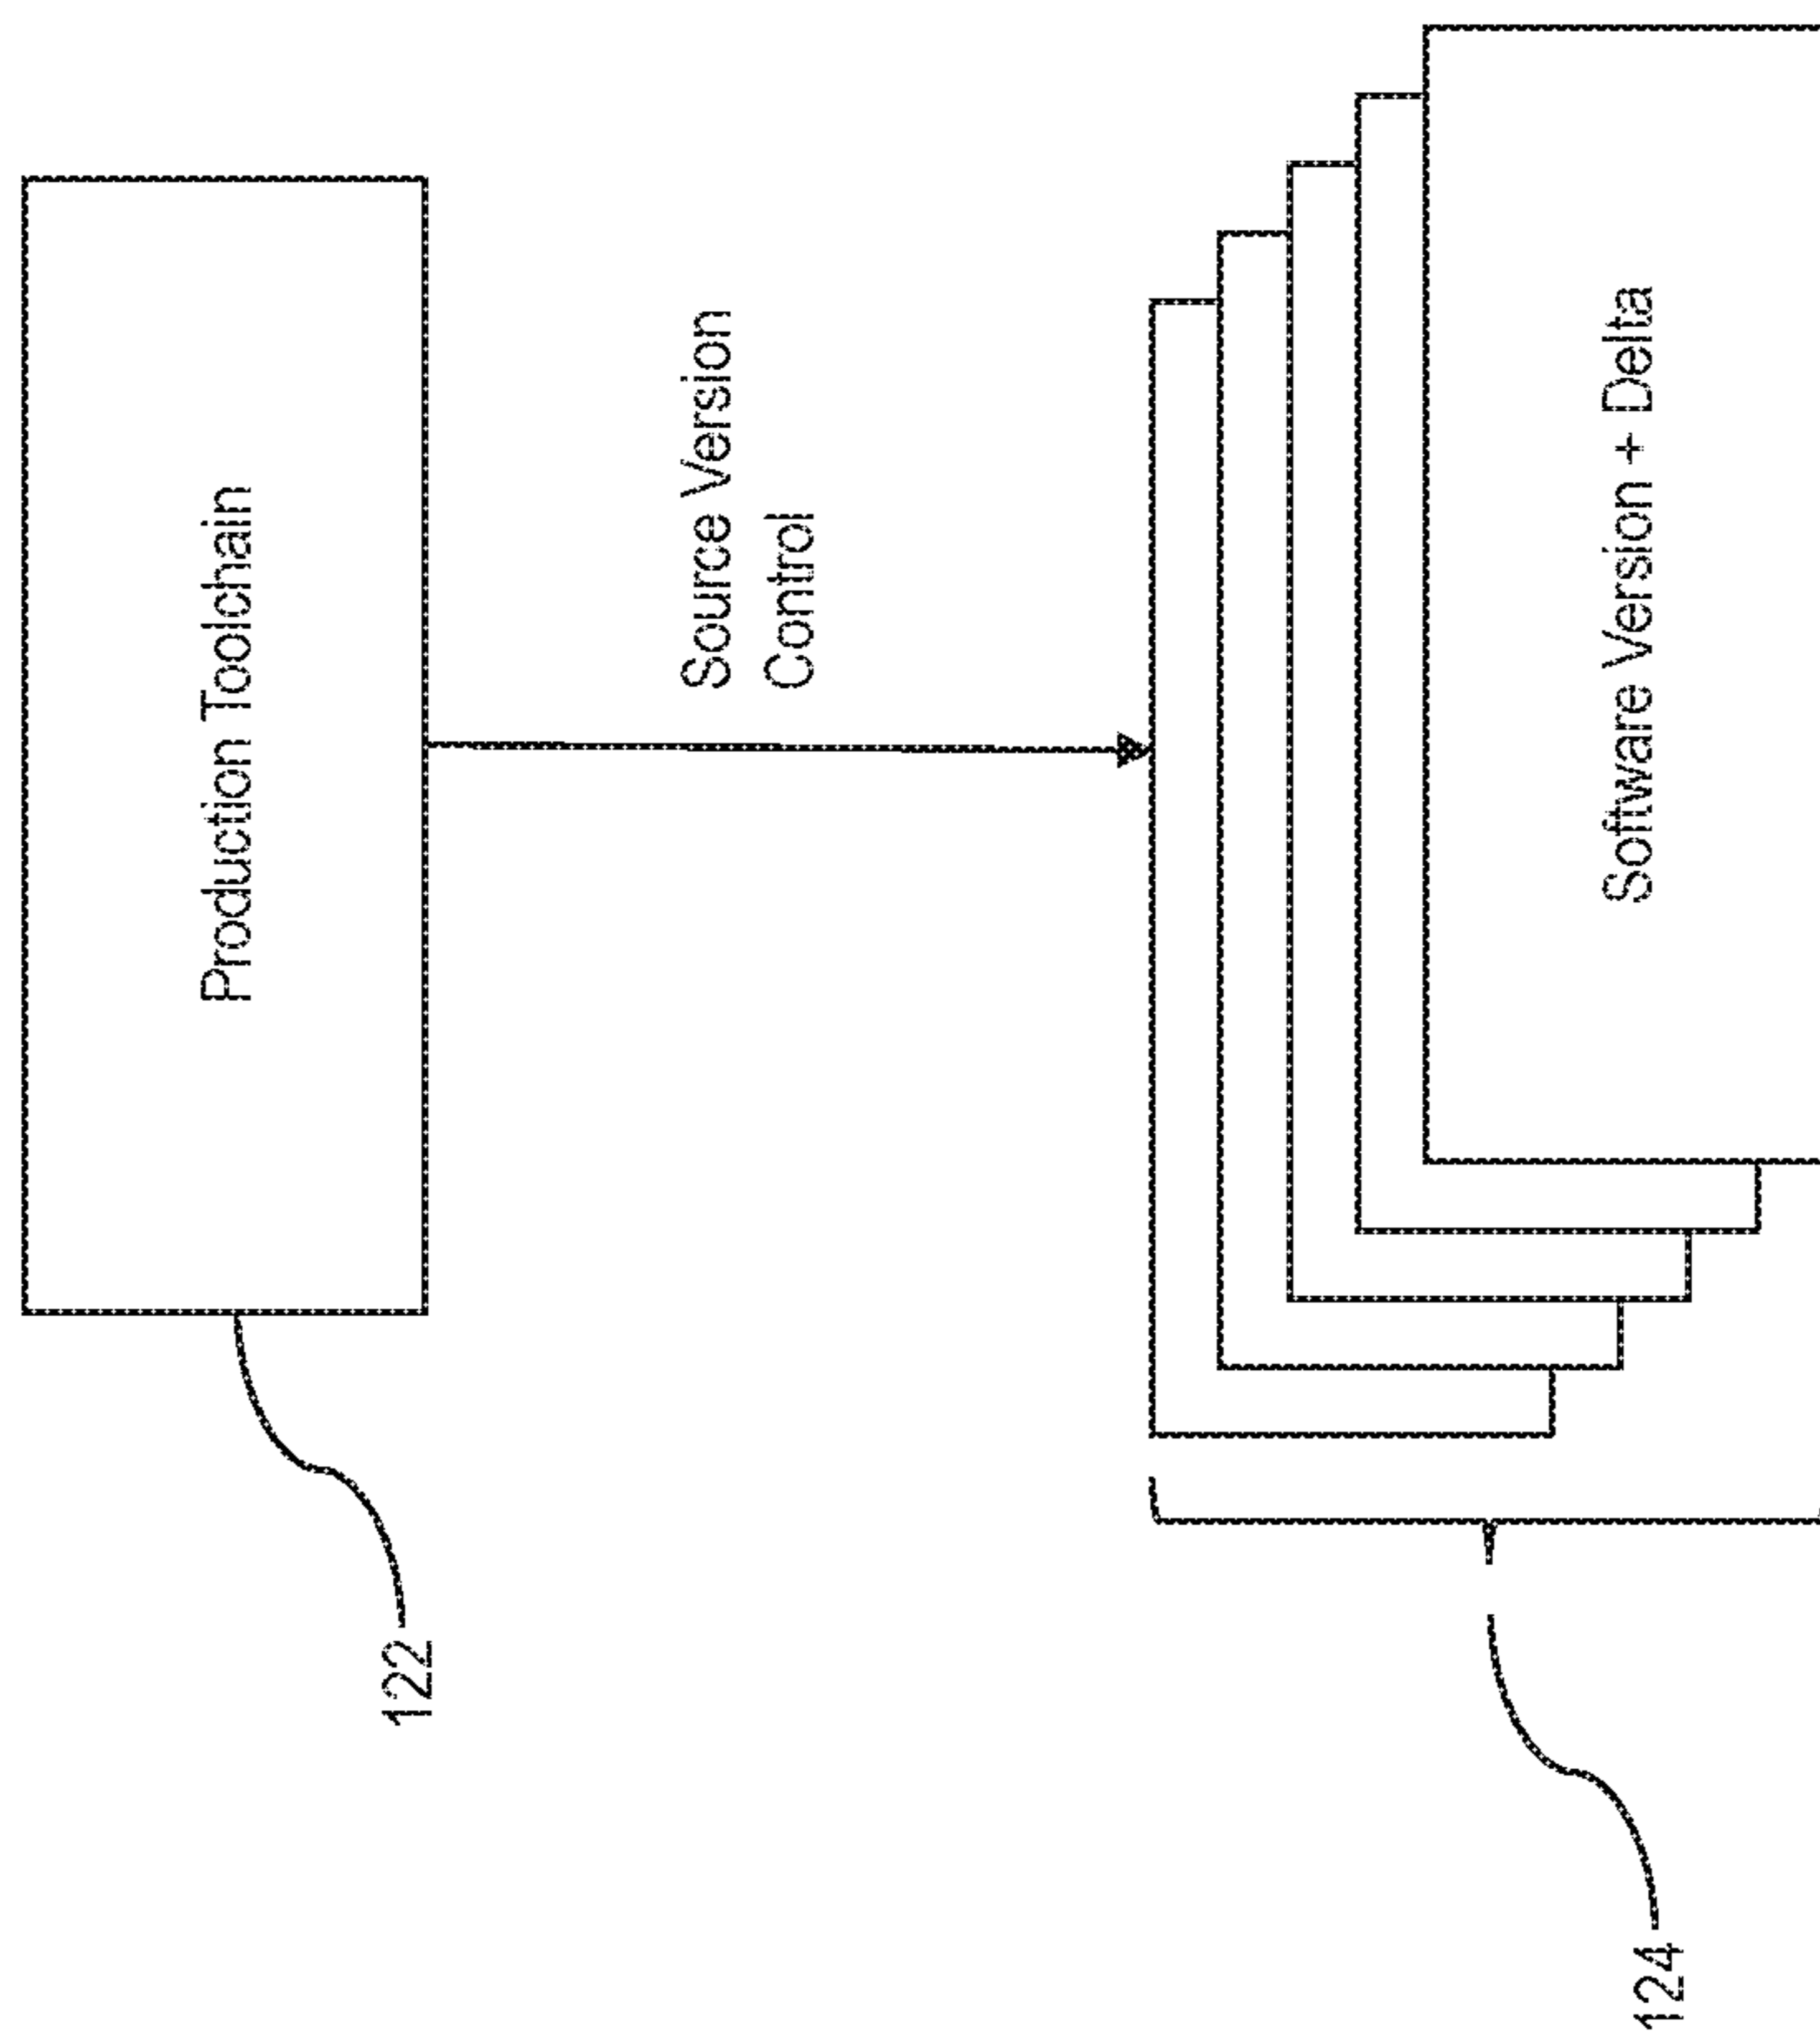 Production Toolchain
122
Source Version
Control
Software Version + Delta
124